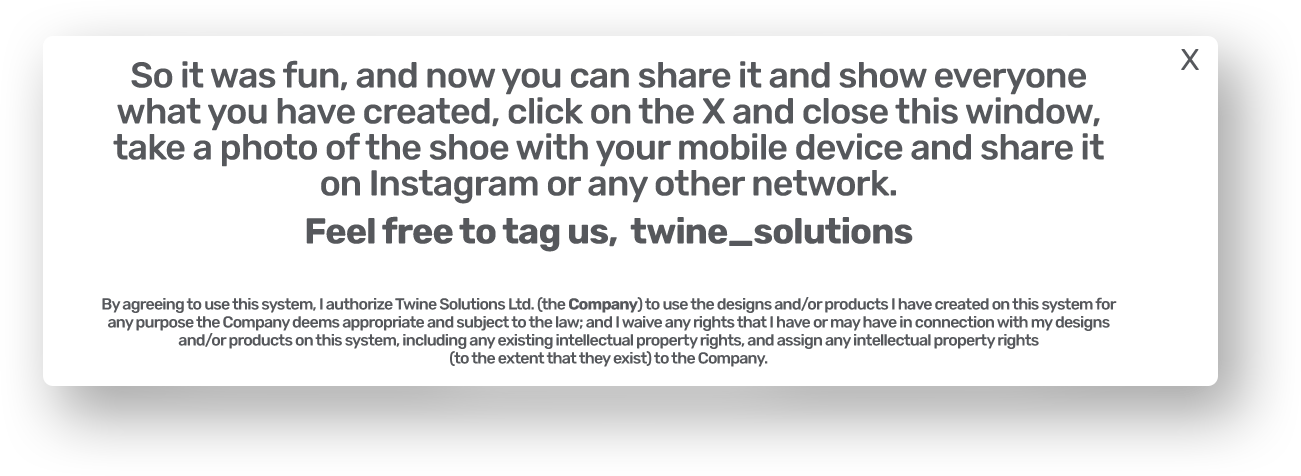 X
So it was fun, and now you can share it and show everyone
what you have created, click on the X and close this window,
take a photo of the shoe with your mobile device and share it
on Instagram or any other network.
Feel free to tag us,  twine_solutions
By agreeing to use this system, I authorize Twine Solutions Ltd. (the Company) to use the designs and/or products I have created on this system for
any purpose the Company deems appropriate and subject to the law; and I waive any rights that I have or may have in connection with my designs
and/or products on this system, including any existing intellectual property rights, and assign any intellectual property rights
(to the extent that they exist) to the Company.